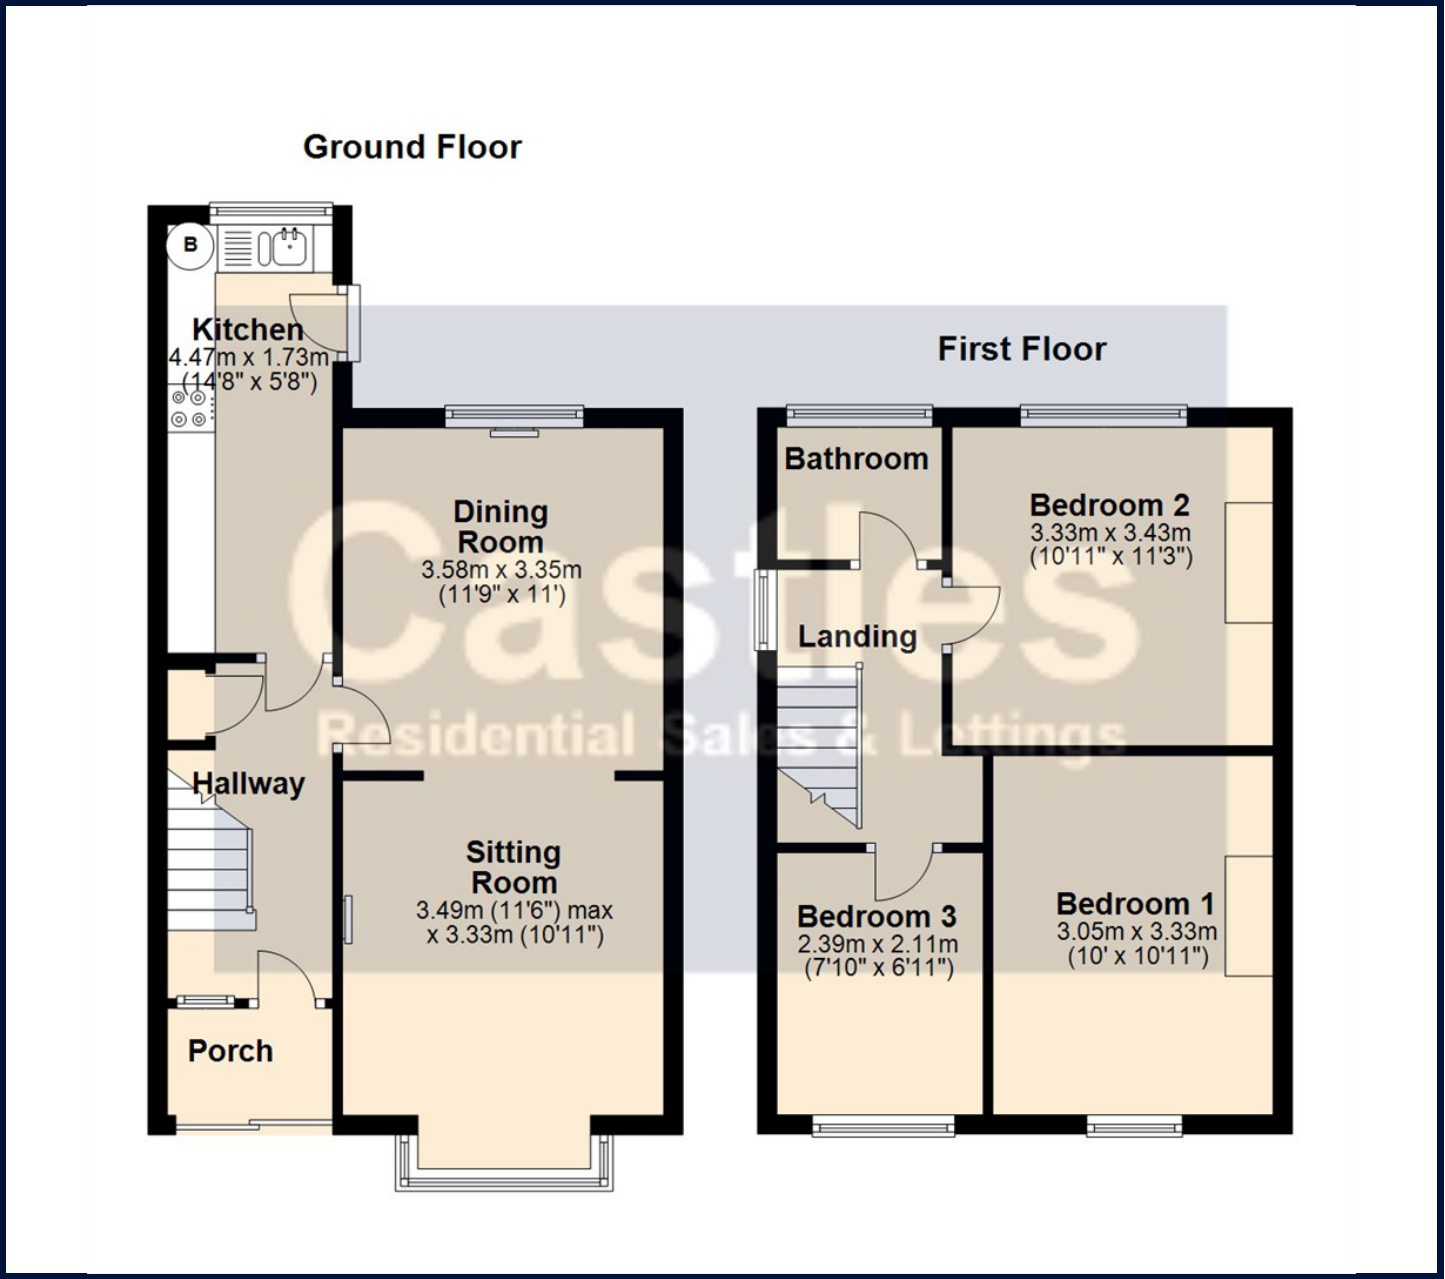 Ground Floor
B
Kitchen
4.47m x 1.73m
(14'8" x 5'8")
Dining
Room
3.58m x 3.35m
(11'9" x 11')
Hallway
Sitting
Room
3.49m (11'6") max
x 3.33m (10'11")
Porch
First Floor
Bathroom
Bedroom 2
3.33m x 3.43m
(10'11" x 11'3")
Landing
Bedroom 3
2.39m x 2.11m
(7'10" x 6'11")
Bedroom 1
3.05m x 3.33m
(10' x 10'11")
Castles
Residential Sales & Lettings